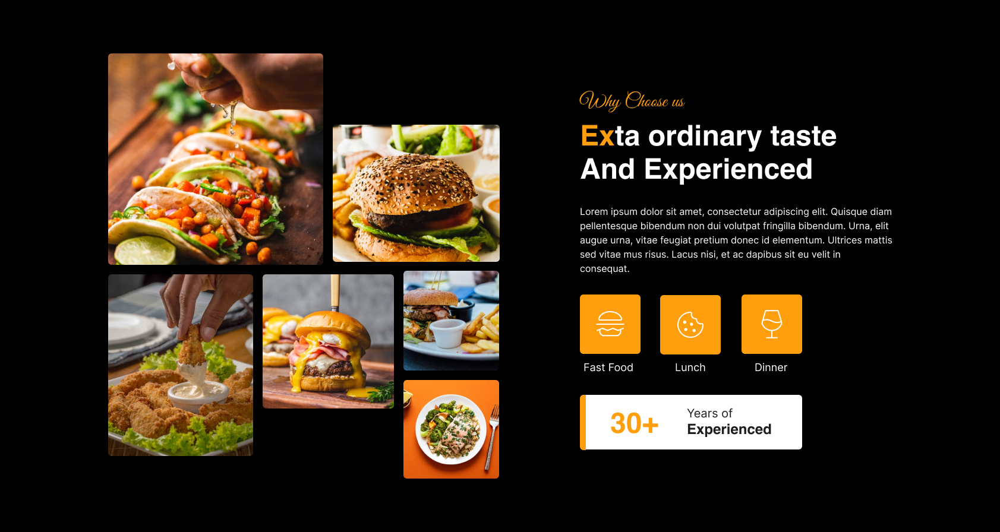 Why Choose us
Exta ordinary taste
And Experienced
Lorem ipsum dolor sit amet, consectetur adipiscing elit. Quisque diam
pellentesque bibendum non dui volutpat fringilla bibendum. Urna, elit
augue urna, vitae feugiat pretium donec id elementum. Ultrices mattis
sed vitae mus risus. Lacus nisi, et ac dapibus sit eu velit in
consequat.
Fast Food
Lunch
Dinner
30+
Years of
Experienced